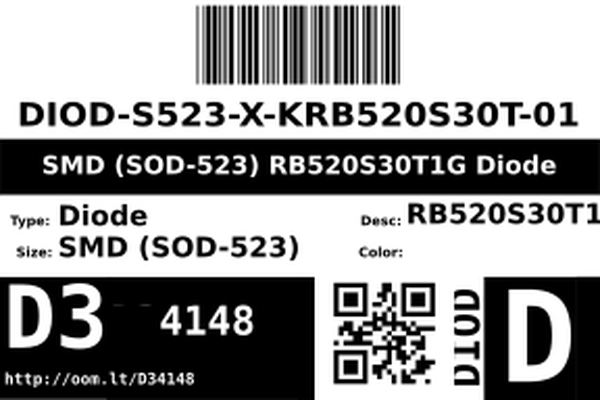 DIOD-S523-X-KRB520S30T-01
SMD (SOD-523) RB520S30T1G Diode
Type: Diode
Desc: RB520S30T1
Size: SMD (SOD-523)
Color:
D3 4148
http://oom.lt/D34148
DIOD
D